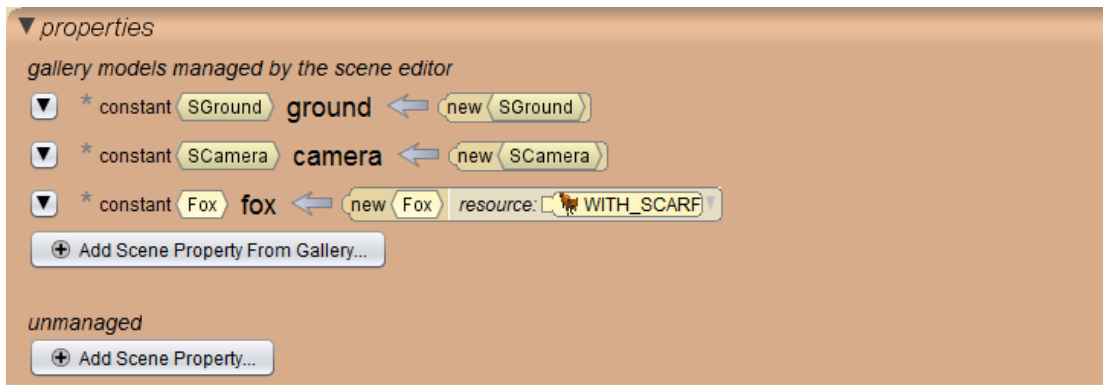 properties
gallery models managed by the scene editor
* constant SGround ground new SGround
* constant SCamera camera new SCamera
* constant Fox fox new Fox resource: WITH_SCARF
Add Scene Property From Gallery...
unmanaged
Add Scene Property...